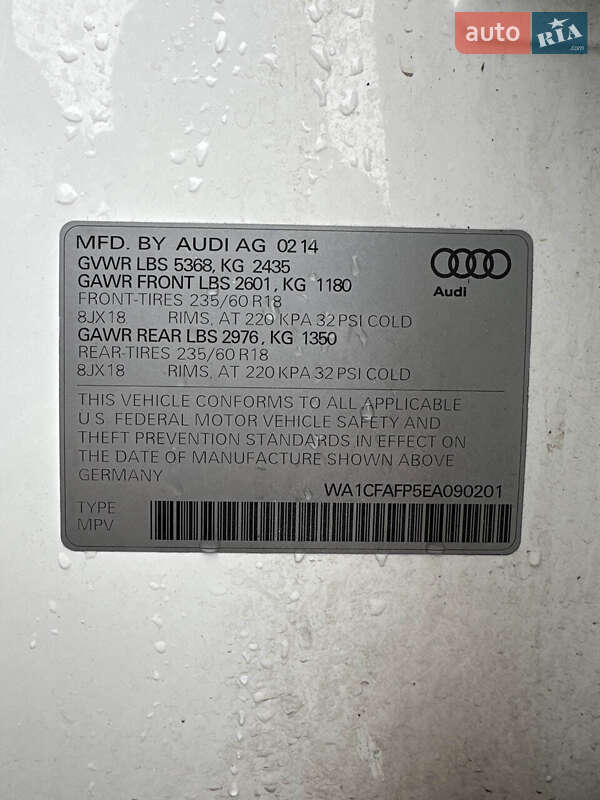 auto RIA.com
MFD. BY AUDI AG 02 14
GVWR LBS 5368, KG 2435
GAWR FRONT LBS 2601, KG 1180
FRONT-TIRES 235/60 R18
8JX18 RIMS, AT 220 KPA 32 PSI COLD
GAWR REAR LBS 2976, KG 1350
REAR-TIRES 235/60 R18
8JX18 RIMS, AT 220 KPA 32 PSI COLD
Audi
THIS VEHICLE CONFORMS TO ALL APPLICABLE
U.S. FEDERAL MOTOR VEHICLE SAFETY AND
THEFT PREVENTION STANDARDS IN EFFECT ON
THE DATE OF MANUFACTURE SHOWN ABOVE
GERMANY
WA1CFAFP5EA090201
TYPE
MPV